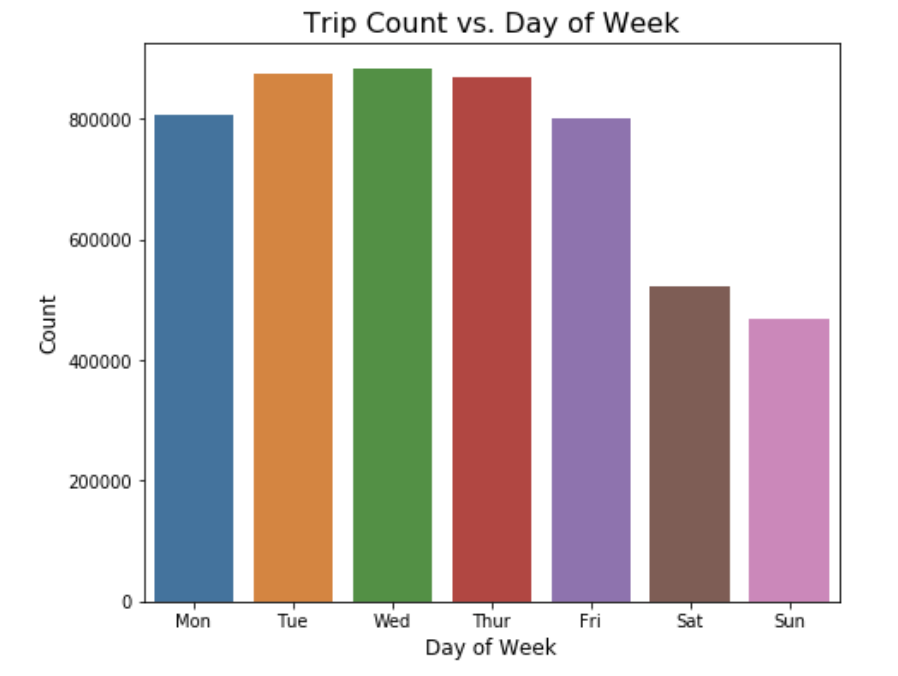 Trip Count vs. Day of Week
Count
800000
600000
400000
200000
0
Mon Tue Wed Thur Fri Sat Sun
Day of Week